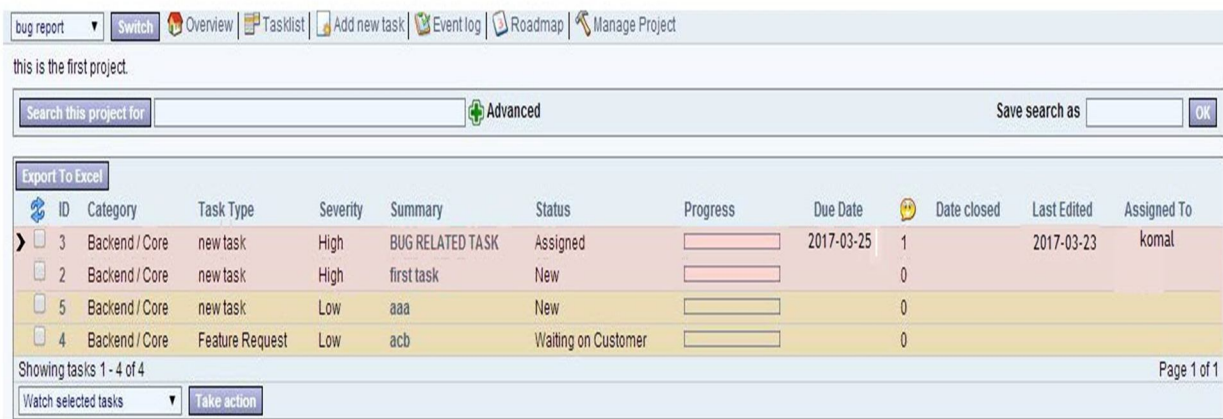 bug report Switch Overview Tasklist Add new task Event log Roadmap Manage Project
this is the first project.
Search this project for Advanced Save search as OK
Export To Excel
ID Category Task Type Severity Summary Status Progress Due Date Date closed Last Edited Assigned To
3 Backend / Core new task High BUG RELATED TASK Assigned 2017-03-25 1 2017-03-23 komal
2 Backend / Core new task High first task New 0
5 Backend / Core new task Low aaa New 0
4 Backend / Core Feature Request Low acb Waiting on Customer 0
Showing tasks 1 - 4 of 4 Page 1 of 1
Watch selected tasks Take action